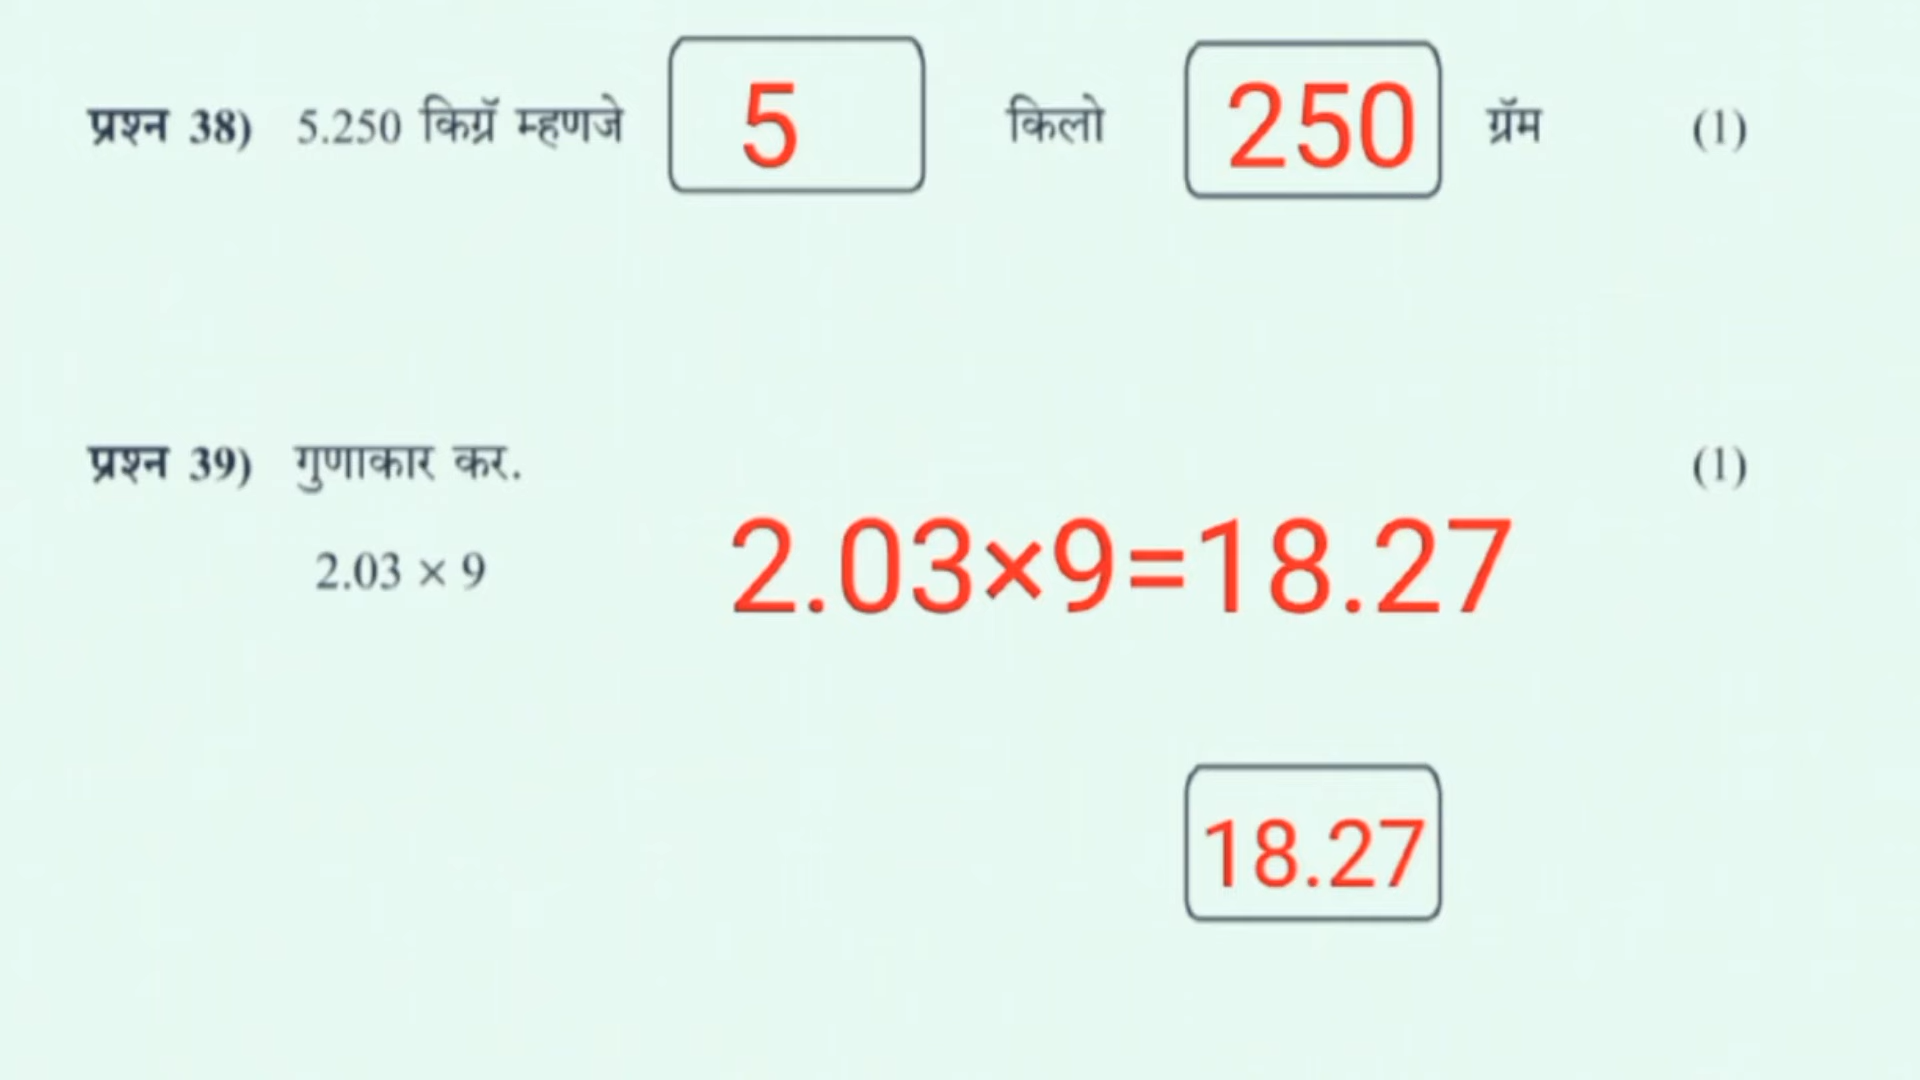 प्रश्न 38) 5.250 किग्रॅ म्हणजे 5 किलो 250 ग्रॅम (1)
प्रश्न 39) गुणाकार कर. (1)
2.03 × 9 2.03×9=18.27
18.27